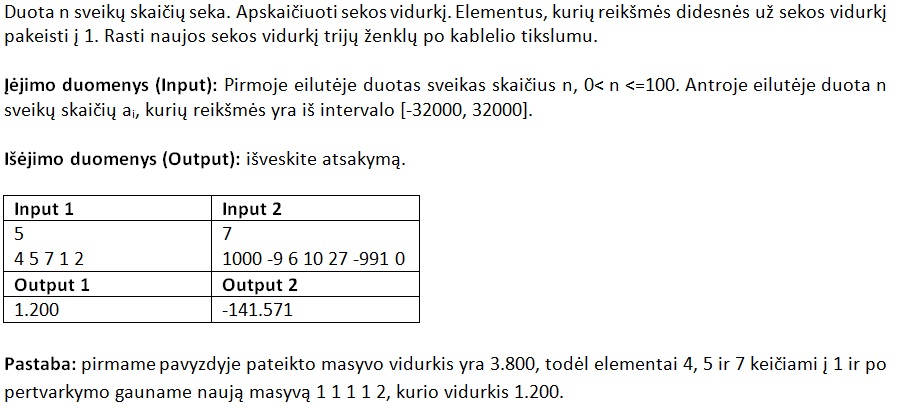 Duota n sveikų skaičių seka. Apskaičiuoti sekos vidurkį. Elementus, kurių reikšmės didesnės už sekos vidurkį
pakeisti į 1. Rasti naujos sekos vidurkį trijų ženklų po kablelio tikslumu.
Įėjimo duomenys (Input): Pirmoje eilutėje duotas sveikas skaičius n, 0< n <=100. Antroje eilutėje duota n
sveikų skaičių aᵢ, kurių reikšmės yra iš intervalo [-32000, 32000].
Išėjimo duomenys (Output): išveskite atsakymą.
Input 1 Input 2
5 7
4 5 7 1 2 1000 -9 6 10 27 -991 0
Output 1 Output 2
1.200 -141.571
Pastaba: pirmame pavyzdyje pateikto masyvo vidurkis yra 3.800, todėl elementai 4, 5 ir 7 keičiami į 1 ir po
pertvarkymo gauname naują masyvą 1 1 1 1 2, kurio vidurkis 1.200.